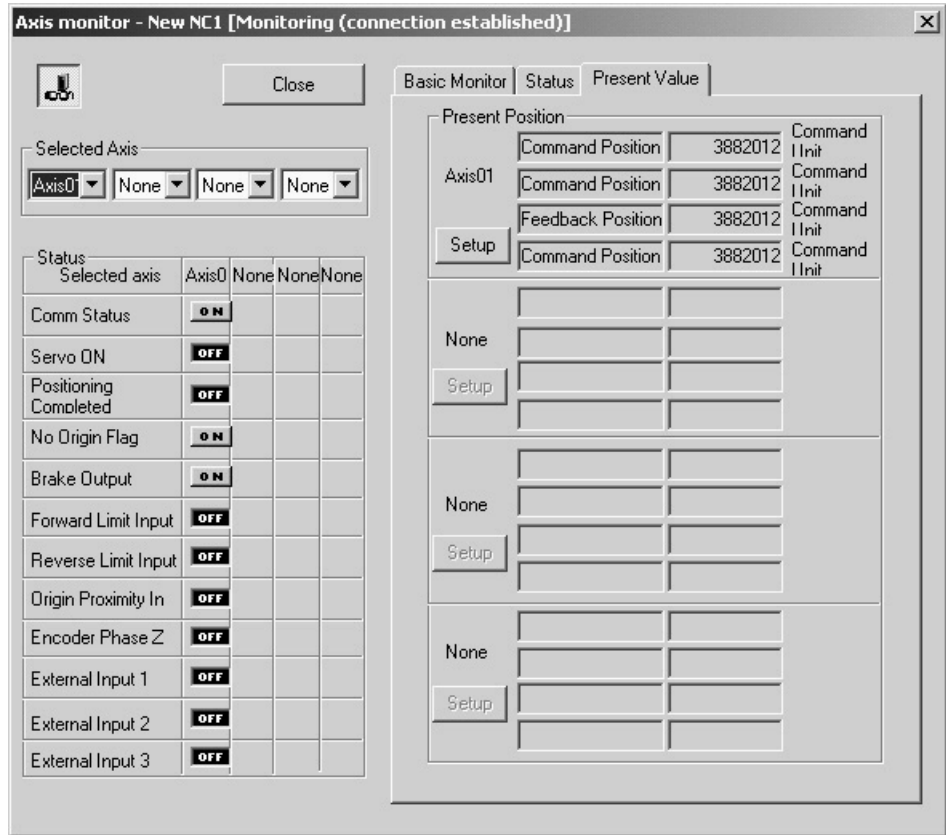 Axis monitor - New NC1 [Monitoring (connection established)]
Close
Selected Axis
Axis01 None None None
Status
Selected axis Axis0 None None None
Comm Status ON
Servo ON OFF
Positioning
Completed OFF
No Origin Flag ON
Brake Output ON
Forward Limit Input OFF
Reverse Limit Input OFF
Origin Proximity In OFF
Encoder Phase Z OFF
External Input 1 OFF
External Input 2 OFF
External Input 3 OFF
Basic Monitor Status Present Value
Present Position
Axis01
Setup
Command Position 3882012 Command Unit
Command Position 3882012 Command Unit
Feedback Position 3882012 Command Unit
Command Position 3882012 Command Unit
None
Setup
None
Setup
None
Setup